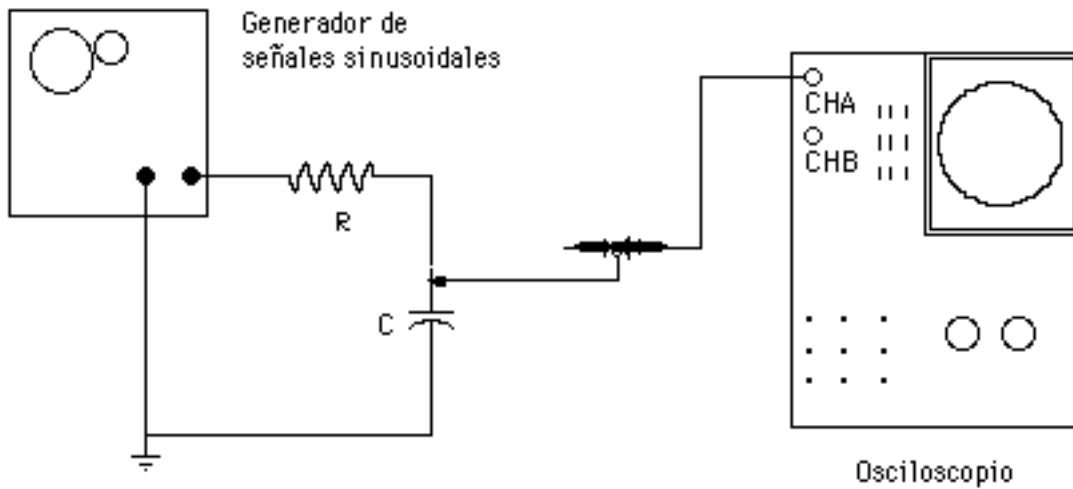 Generador de
señales sinusoidales
CHA
CHB
R
C
Osciloscopio